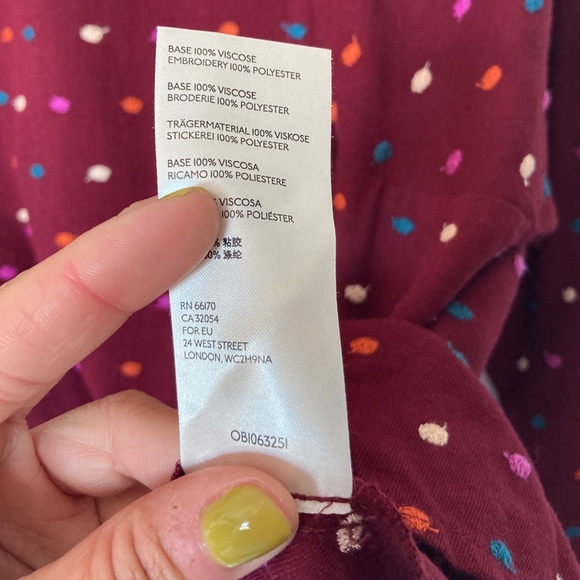 BASE 100% VISCOSE
EMBROIDERY 100% POLYESTER
BASE 100% VISCOSE
BRODERIE 100% POLYESTER
TRÄGERMATERIAL 100% VISKOSE
STICKEREI 100% POLYESTER
BASE 100% VISCOSA
RICAMO 100% POLIESTERE
VISCOSA
100% POLIÉSTER
% 粘胶
00% 涤纶
RN 66170
CA 32054
FOR EU
24 WEST STREET
LONDON, WC2H9NA
OB1063251